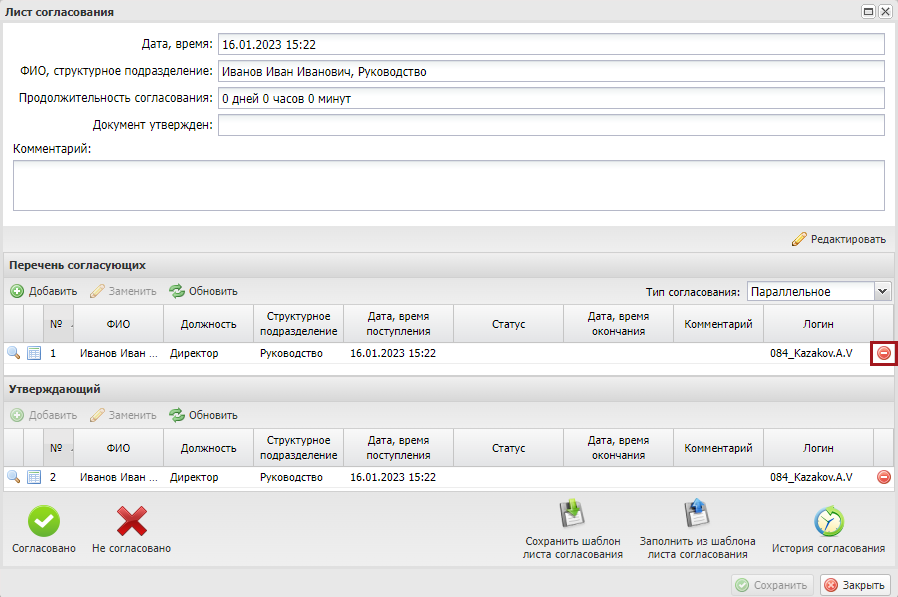 Лист согласования
Дата, время: 16.01.2023 15:22
ФИО, структурное подразделение: Иванов Иван Иванович, Руководство
Продолжительность согласования: 0 дней 0 часов 0 минут
Документ утвержден:
Комментарий:
Редактировать
Перечень согласующих
Добавить Заменить Обновить Тип согласования: Параллельное
№ ФИО Должность Структурное подразделение Дата, время поступления Статус Дата, время окончания Комментарий Логин
1 Иванов Иван ... Директор Руководство 16.01.2023 15:22 084_Kazakov.A.V
Утверждающий
Добавить Заменить Обновить
№ ФИО Должность Структурное подразделение Дата, время поступления Статус Дата, время окончания Комментарий Логин
2 Иванов Иван ... Директор Руководство 16.01.2023 15:22 084_Kazakov.A.V
Согласовано Не согласовано Сохранить шаблон листа согласования Заполнить из шаблона листа согласования История согласования
Сохранить Закрыть